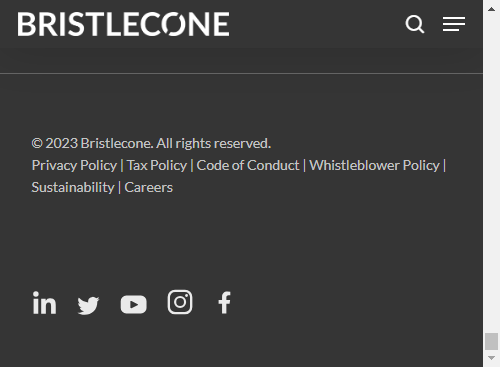 BRISTLECONE
© 2023 Bristlecone. All rights reserved.
Privacy Policy | Tax Policy | Code of Conduct | Whistleblower Policy |
Sustainability | Careers